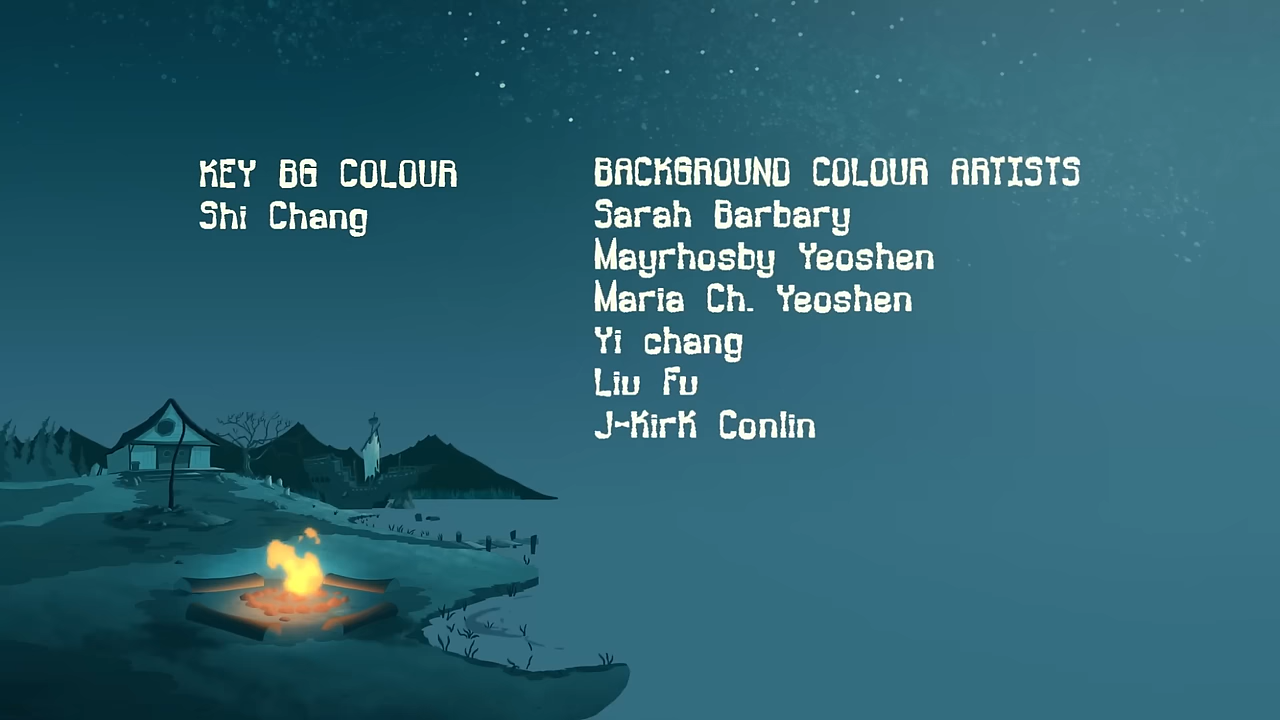 KEY BG COLOUR
Shi Chang
BACKGROUND COLOUR ARTISTS
Sarah Barbary
Mayrhosby Yeoshen
Maria Ch. Yeoshen
Yi chang
Liu Fu
J-KirK Conlin